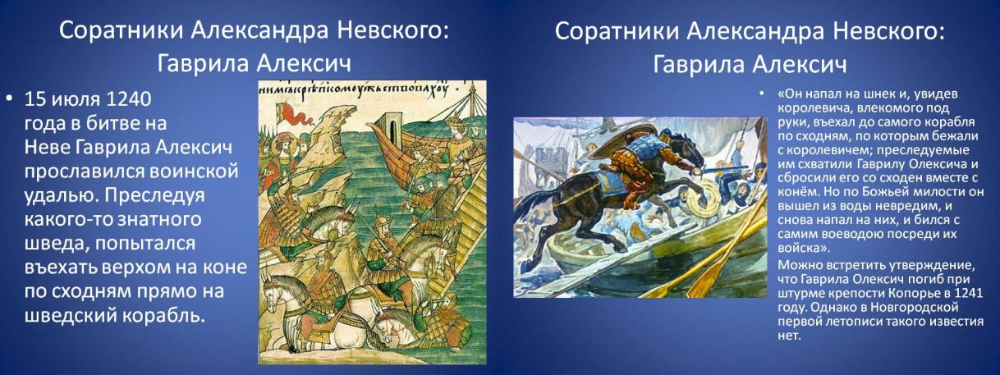 Соратники Александра Невского:
Гаврила Алексич
• 15 июля 1240
года в битве на
Неве Гаврила Алексич
прославился воинской
удалью. Преследуя
какого-то знатного
шведа, попытался
въехать верхом на коне
по сходням прямо на
шведский корабль.
Соратники Александра Невского:
Гаврила Алексич
• «Он напал на шнек и, увидев
королевича, влекомого под
руки, въехал до самого корабля
по сходням, по которым бежали
с королевичем; преследуемые
им схватили Гаврилу Олексича и
сбросили его со сходен вместе с
конём. Но по Божьей милости он
вышел из воды невредим, и
снова напал на них, и бился с
самим воеводою посреди их
войска».
Можно встретить утверждение,
что Гаврила Олексич погиб при
штурме крепости Копорье в 1241
году. Однако в Новгородской
первой летописи такого известия
нет.